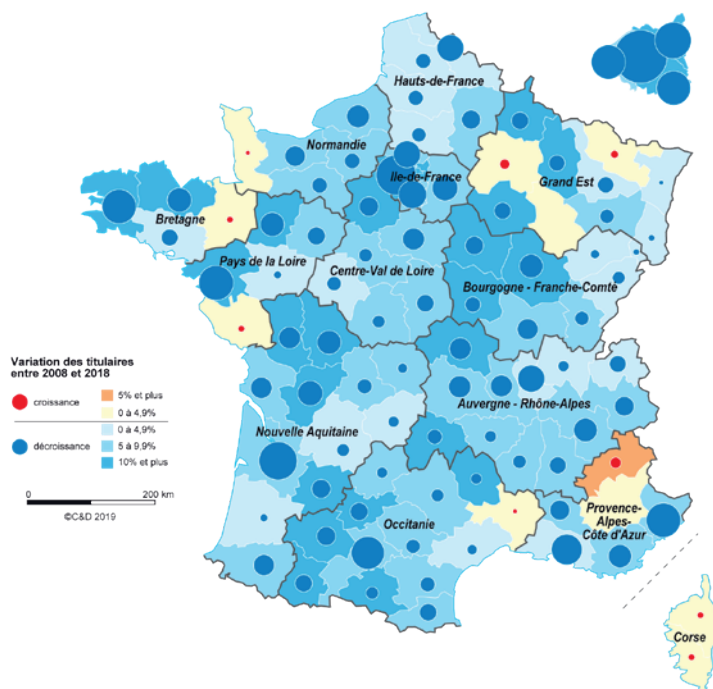 Hauts-de-France
Normandie
Ile-de-France
Grand Est
Bretagne
Pays de la Loire
Centre-Val de Loire
Bourgogne - Franche-Comté
Variation des titulaires
entre 2008 et 2018
croissance
5% et plus
0 à 4,9%
décroissance
0 à 4,9%
5 à 9,9%
10% et plus
0
200 km
©C&D 2019
Auvergne - Rhône-Alpes
Nouvelle Aquitaine
Occitanie
Provence-
Alpes-
Côte d'Azur
Corse